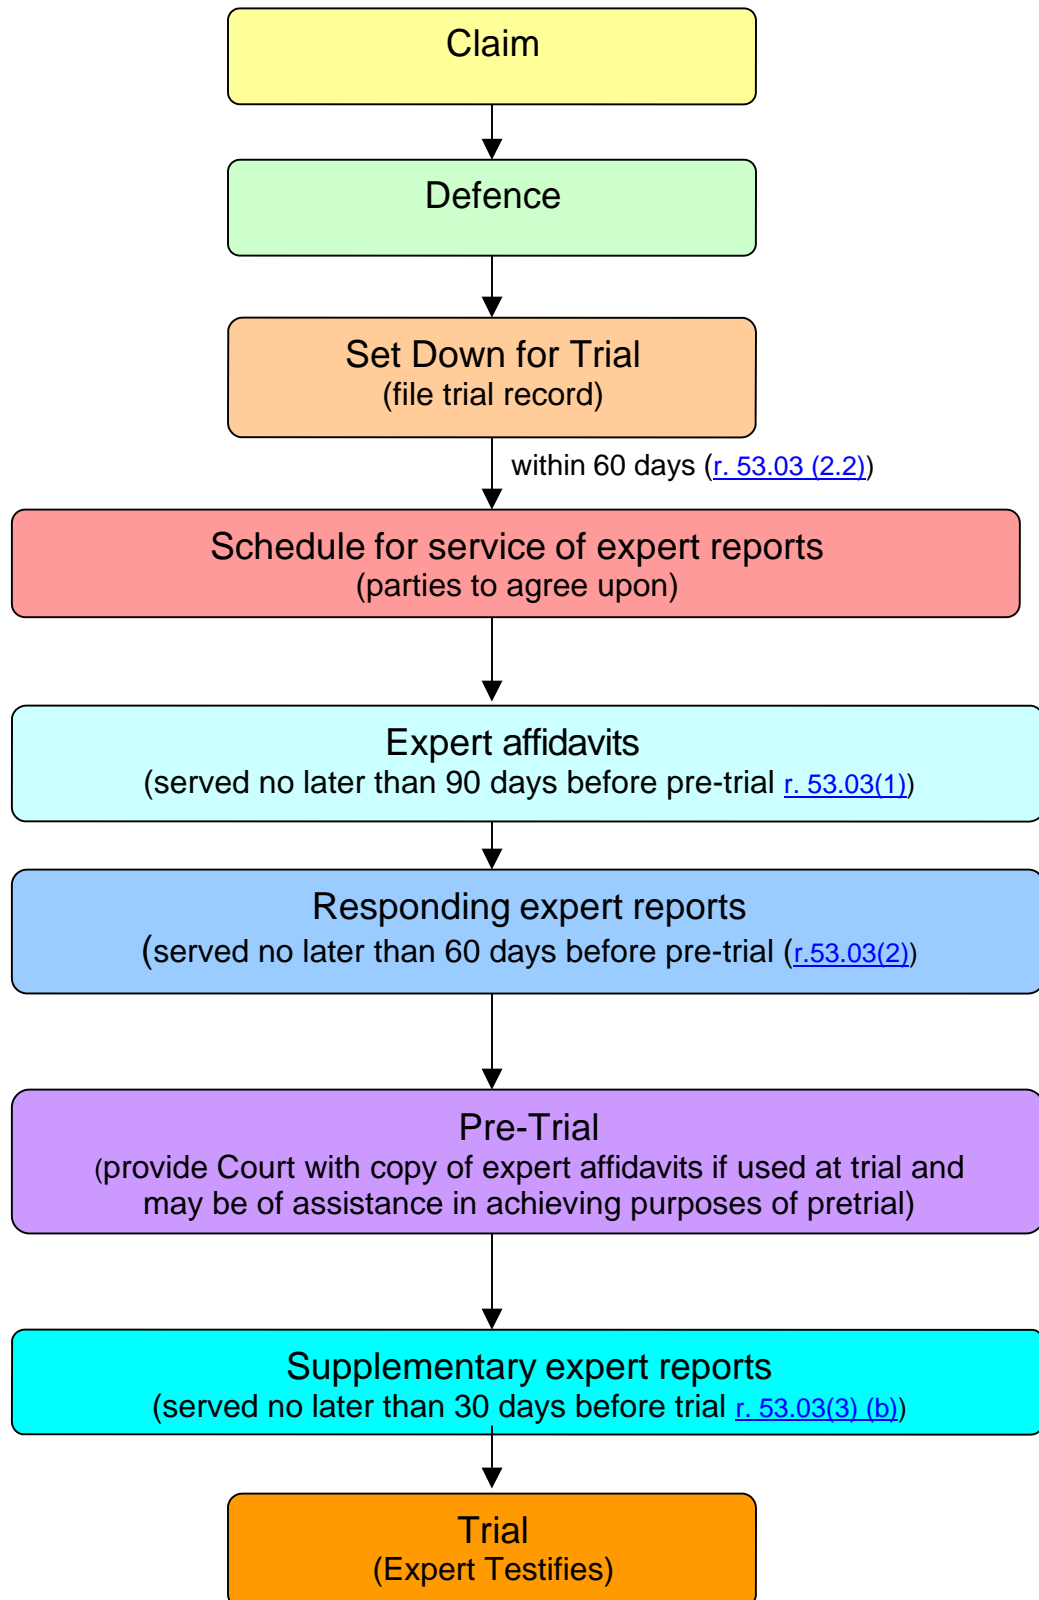 Claim
Defence
Set Down for Trial
(file trial record)
within 60 days (r. 53.03 (2.2))
Schedule for service of expert reports
(parties to agree upon)
Expert affidavits
(served no later than 90 days before pre-trial r. 53.03(1))
Responding expert reports
(served no later than 60 days before pre-trial (r.53.03(2))
Pre-Trial
(provide Court with copy of expert affidavits if used at trial and
may be of assistance in achieving purposes of pretrial)
Supplementary expert reports
(served no later than 30 days before trial r. 53.03(3) (b))
Trial
(Expert Testifies)